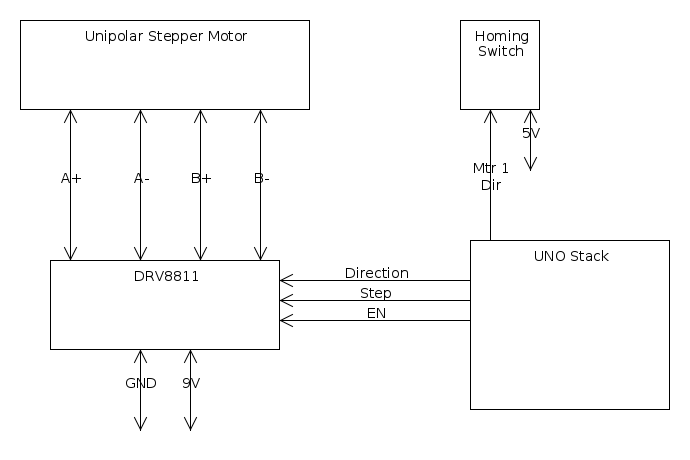 Unipolar Stepper Motor
Homing
Switch
5V
A+
A-
B+
B-
Mtr 1
Dir
DRV8811
Direction
Step
EN
UNO Stack
GND
9V